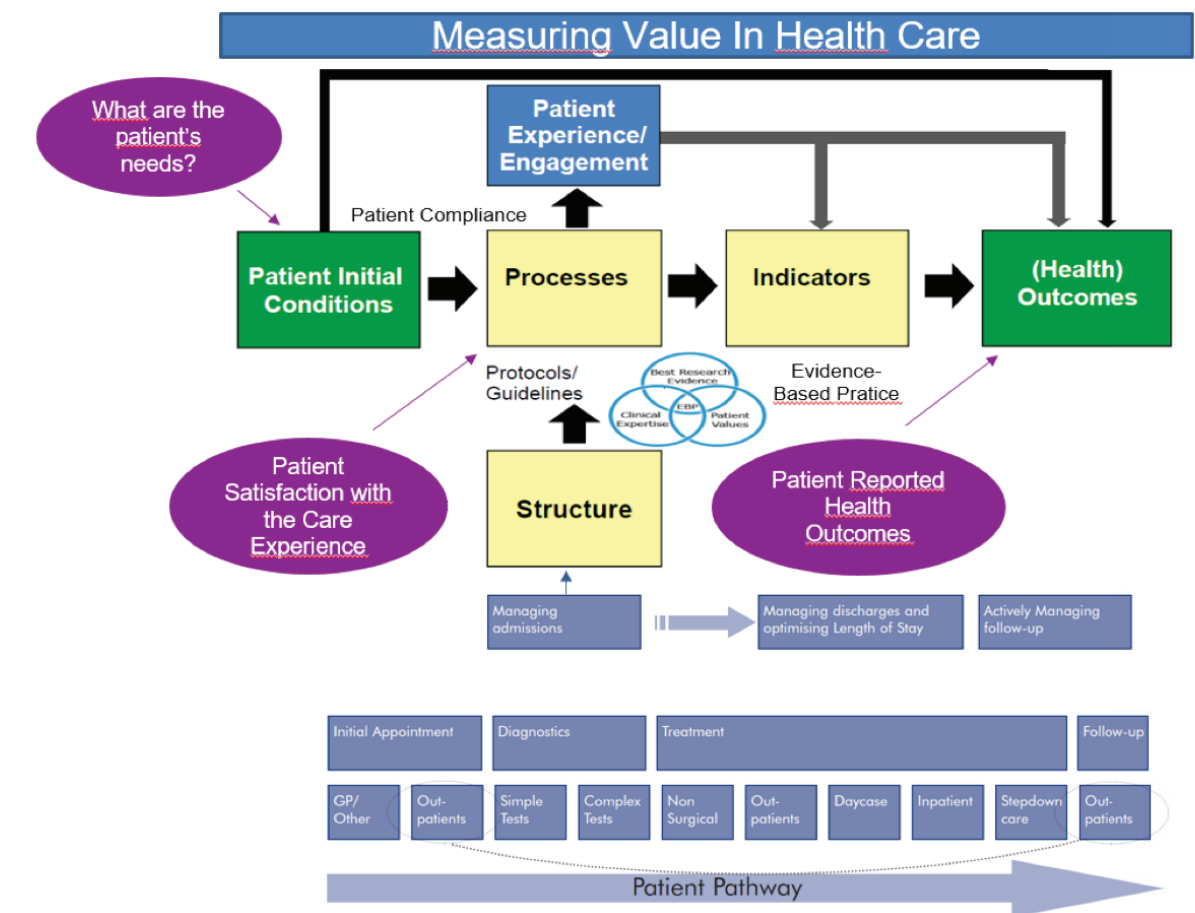 Measuring Value In Health Care
What are the
patient's
needs?
Patient
Experience/
Engagement
Patient Compliance
Patient Initial
Conditions
Processes
Indicators
(Health)
Outcomes
Protocols/
Guidelines
Best Research
Evidence
EBP
Clinical
Expertise
Patient
Values
Evidence-
Based Pratice
Patient
Satisfaction with
the Care
Experience
Structure
Patient Reported
Health
Outcomes
Managing
admissions
Managing discharges and
optimising Length of Stay
Actively Managing
follow-up
Initial Appointment
Diagnostics
Treatment
Follow-up
GP/
Other
Out-
patients
Simple
Tests
Complex
Tests
Non
Surgical
Out-
patients
Daycase
Inpatient
Stepdown
care
Out-
patients
Patient Pathway